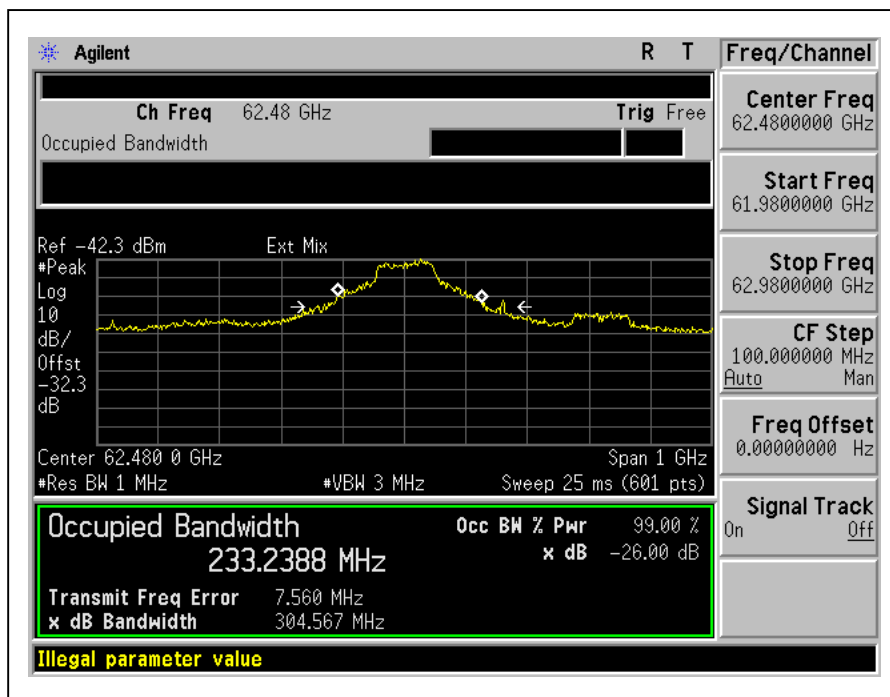 Agilent R T Freq/Channel
Ch Freq 62.48 GHz Trig Free
Occupied Bandwidth
Center Freq
62.4800000 GHz
Start Freq
61.9800000 GHz
Stop Freq
62.9800000 GHz
CF Step
100.000000 MHz
Auto Man
Freq Offset
0.00000000 Hz
Signal Track
On Off
Ref -42.3 dBm Ext Mix
#Peak
Log
10
dB/
Offst
-32.3
dB
Center 62.480 0 GHz Span 1 GHz
#Res BW 1 MHz #VBW 3 MHz Sweep 25 ms (601 pts)
Occupied Bandwidth Occ BW % Pwr 99.00 %
233.2388 MHz x dB -26.00 dB
Transmit Freq Error 7.560 MHz
x dB Bandwidth 304.567 MHz
Illegal parameter value